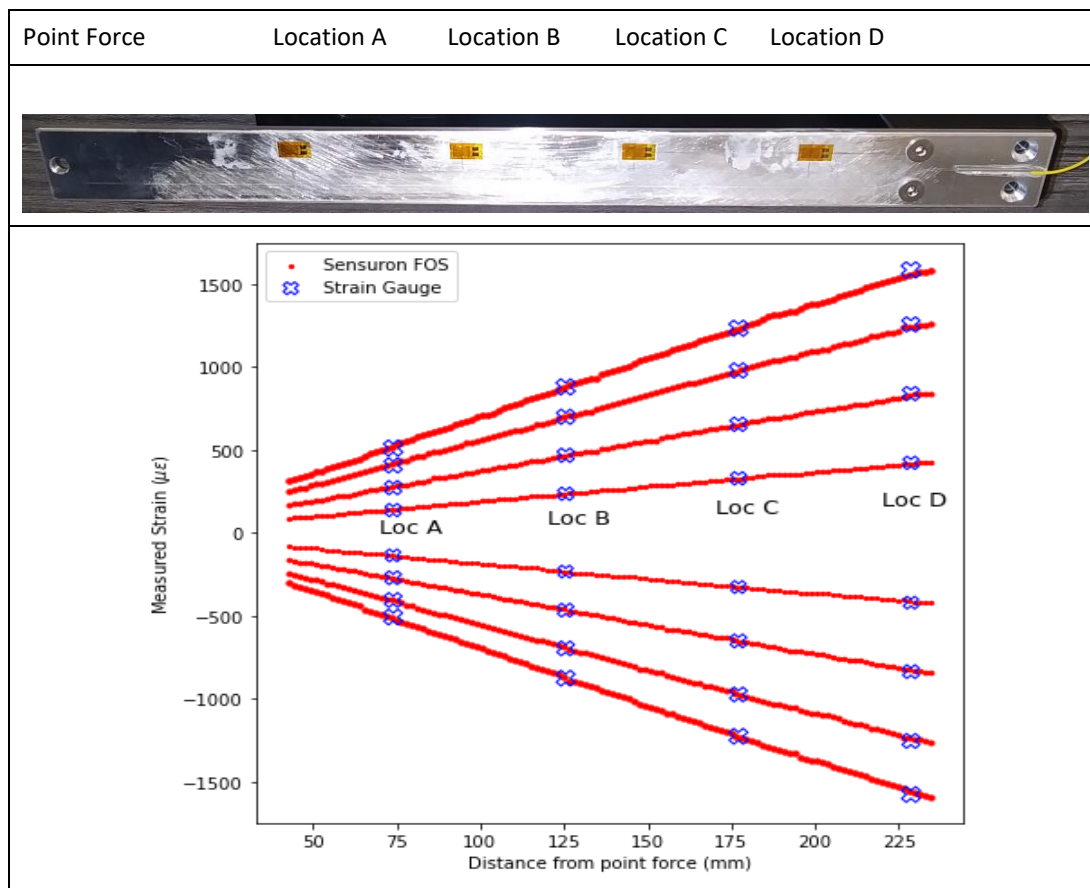 Point Force Location A Location B Location C Location D
Sensuron FOS
Strain Gauge
1500
1000
500
0
−500
−1000
−1500
Measured Strain (με)
Loc A
Loc B
Loc C
Loc D
50 75 100 125 150 175 200 225
Distance from point force (mm)